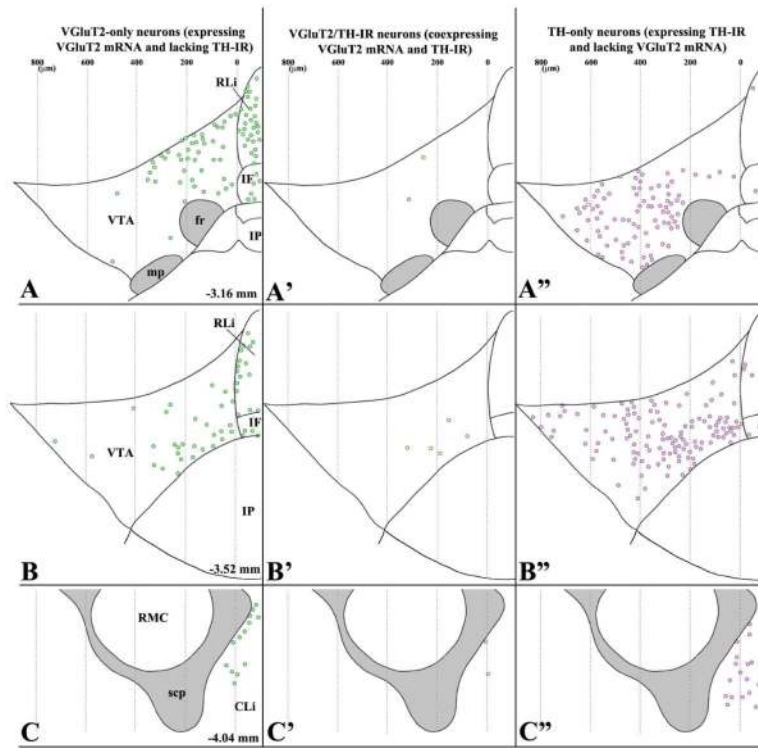 VGluT2-only neurons (expressing
VGluT2 mRNA and lacking TH-IR)
VGluT2/TH-IR neurons (coexpressing
VGluT2 mRNA and TH-IR)
TH-only neurons (expressing TH-IR
and lacking VGluT2 mRNA)
800 600 400 200 0
(μm)
800 600 400 200 0
(μm)
800 600 400 200 0
(μm)
RLi
IF
VTA
fr
IP
mp
A
-3.16 mm
A'
A"
RLi
IF
VTA
IP
B
-3.52 mm
B'
B"
RMC
scp
CLi
C
-4.04 mm
C'
C"